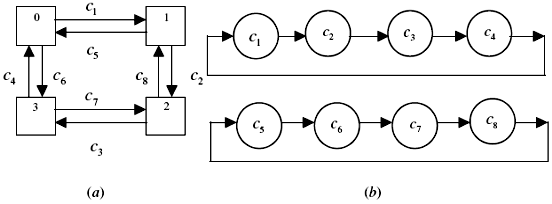 0 c1 1
c5
c4 c6 c8 c2
3 c7 2
c3
(a)
c1 c2 c3 c4
c5 c6 c7 c8
(b)